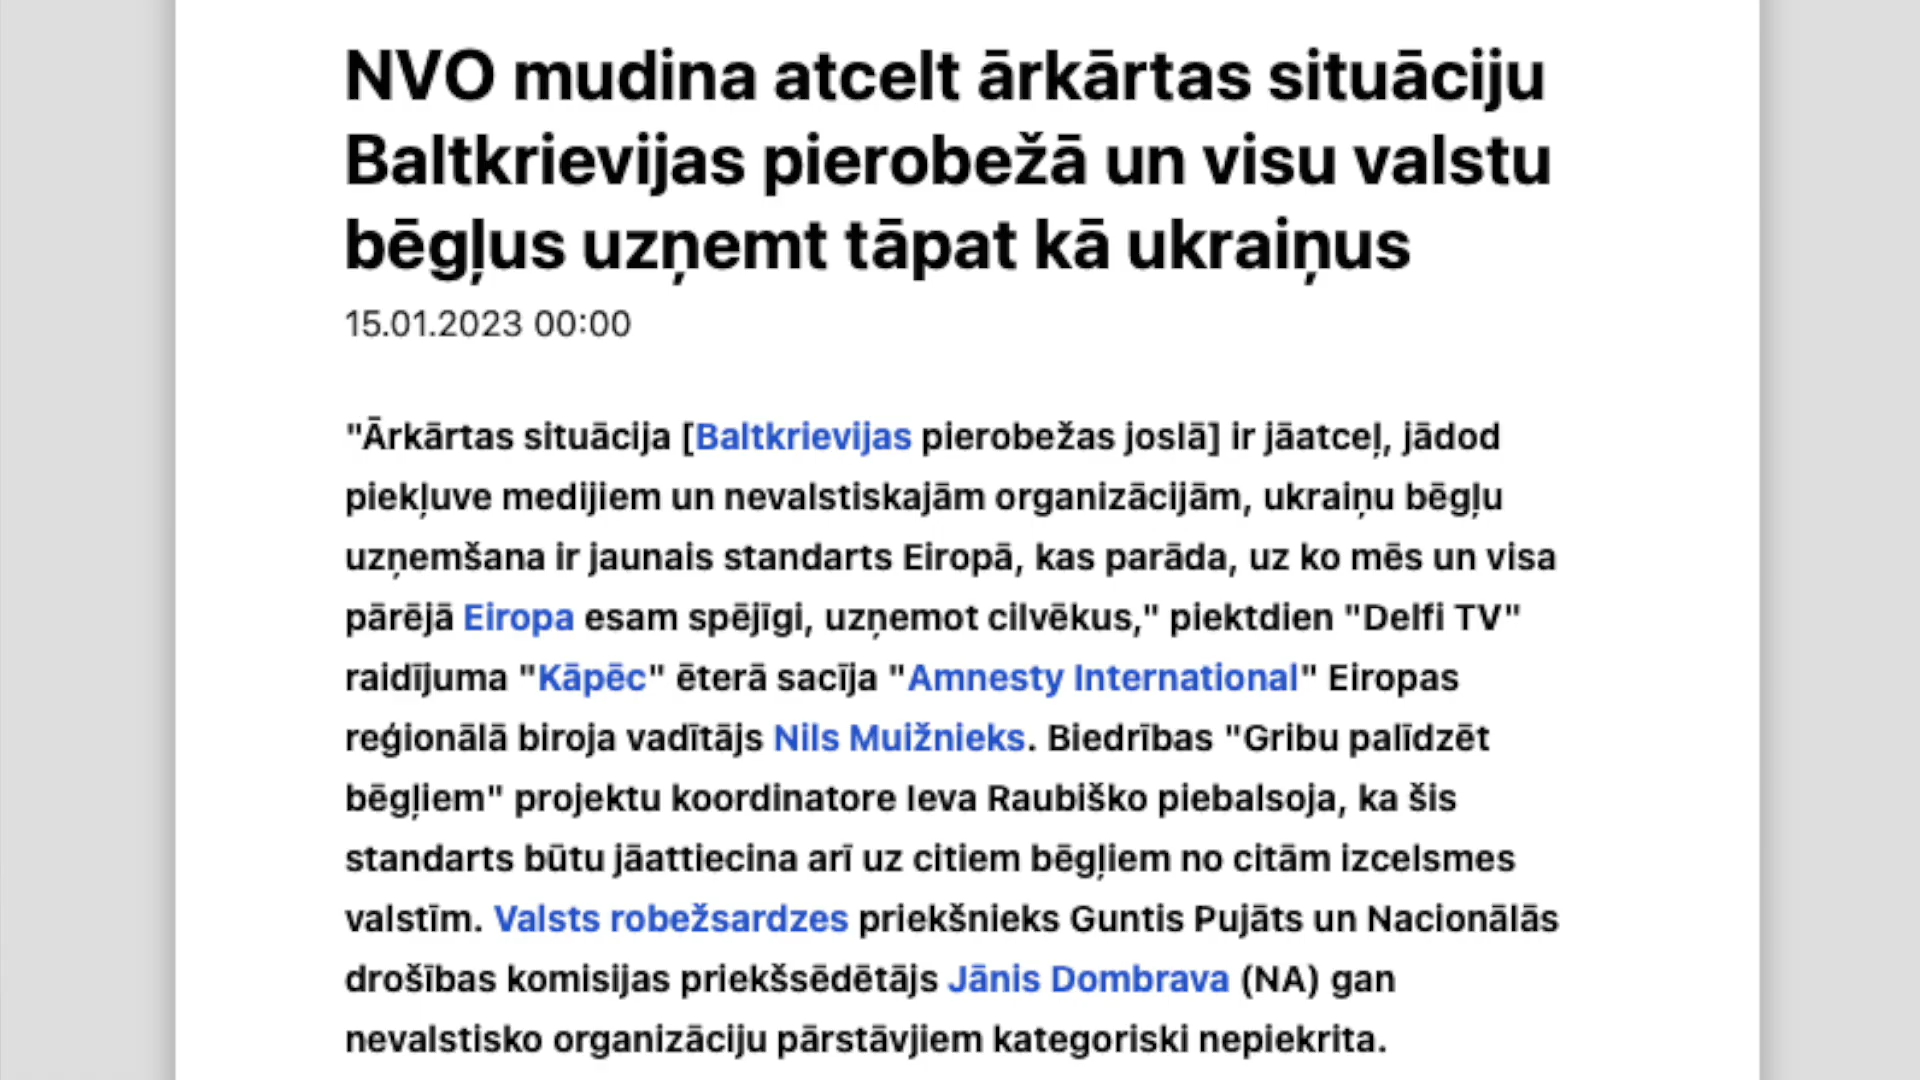 NVO mudina atcelt ārkārtas situāciju
Baltkrievijas pierobežā un visu valstu
bēgļus uzņemt tāpat kā ukraiņus
15.01.2023 00:00
"Ārkārtas situācija [Baltkrievijas pierobežas joslā] ir jāatceļ, jādod
piekļuve medijiem un nevalstiskajām organizācijām, ukraiņu bēgļu
uzņemšana ir jaunais standarts Eiropā, kas parāda, uz ko mēs un visa
pārējā Eiropa esam spējīgi, uzņemot cilvēkus," piektdien "Delfi TV"
raidījuma "Kāpēc" ēterā sacīja "Amnesty International" Eiropas
reģionālā biroja vadītājs Nils Muižnieks. Biedrības "Gribu palīdzēt
bēgļiem" projektu koordinatore Ieva Raubiško piebalsoja, ka šis
standarts būtu jāattiecina arī uz citiem bēgļiem no citām izcelsmes
valstīm. Valsts robežsardzes priekšnieks Guntis Pujāts un Nacionālās
drošības komisijas priekšsēdētājs Jānis Dombrava (NA) gan
nevalstisko organizāciju pārstāvjiem kategoriski nepiekrita.